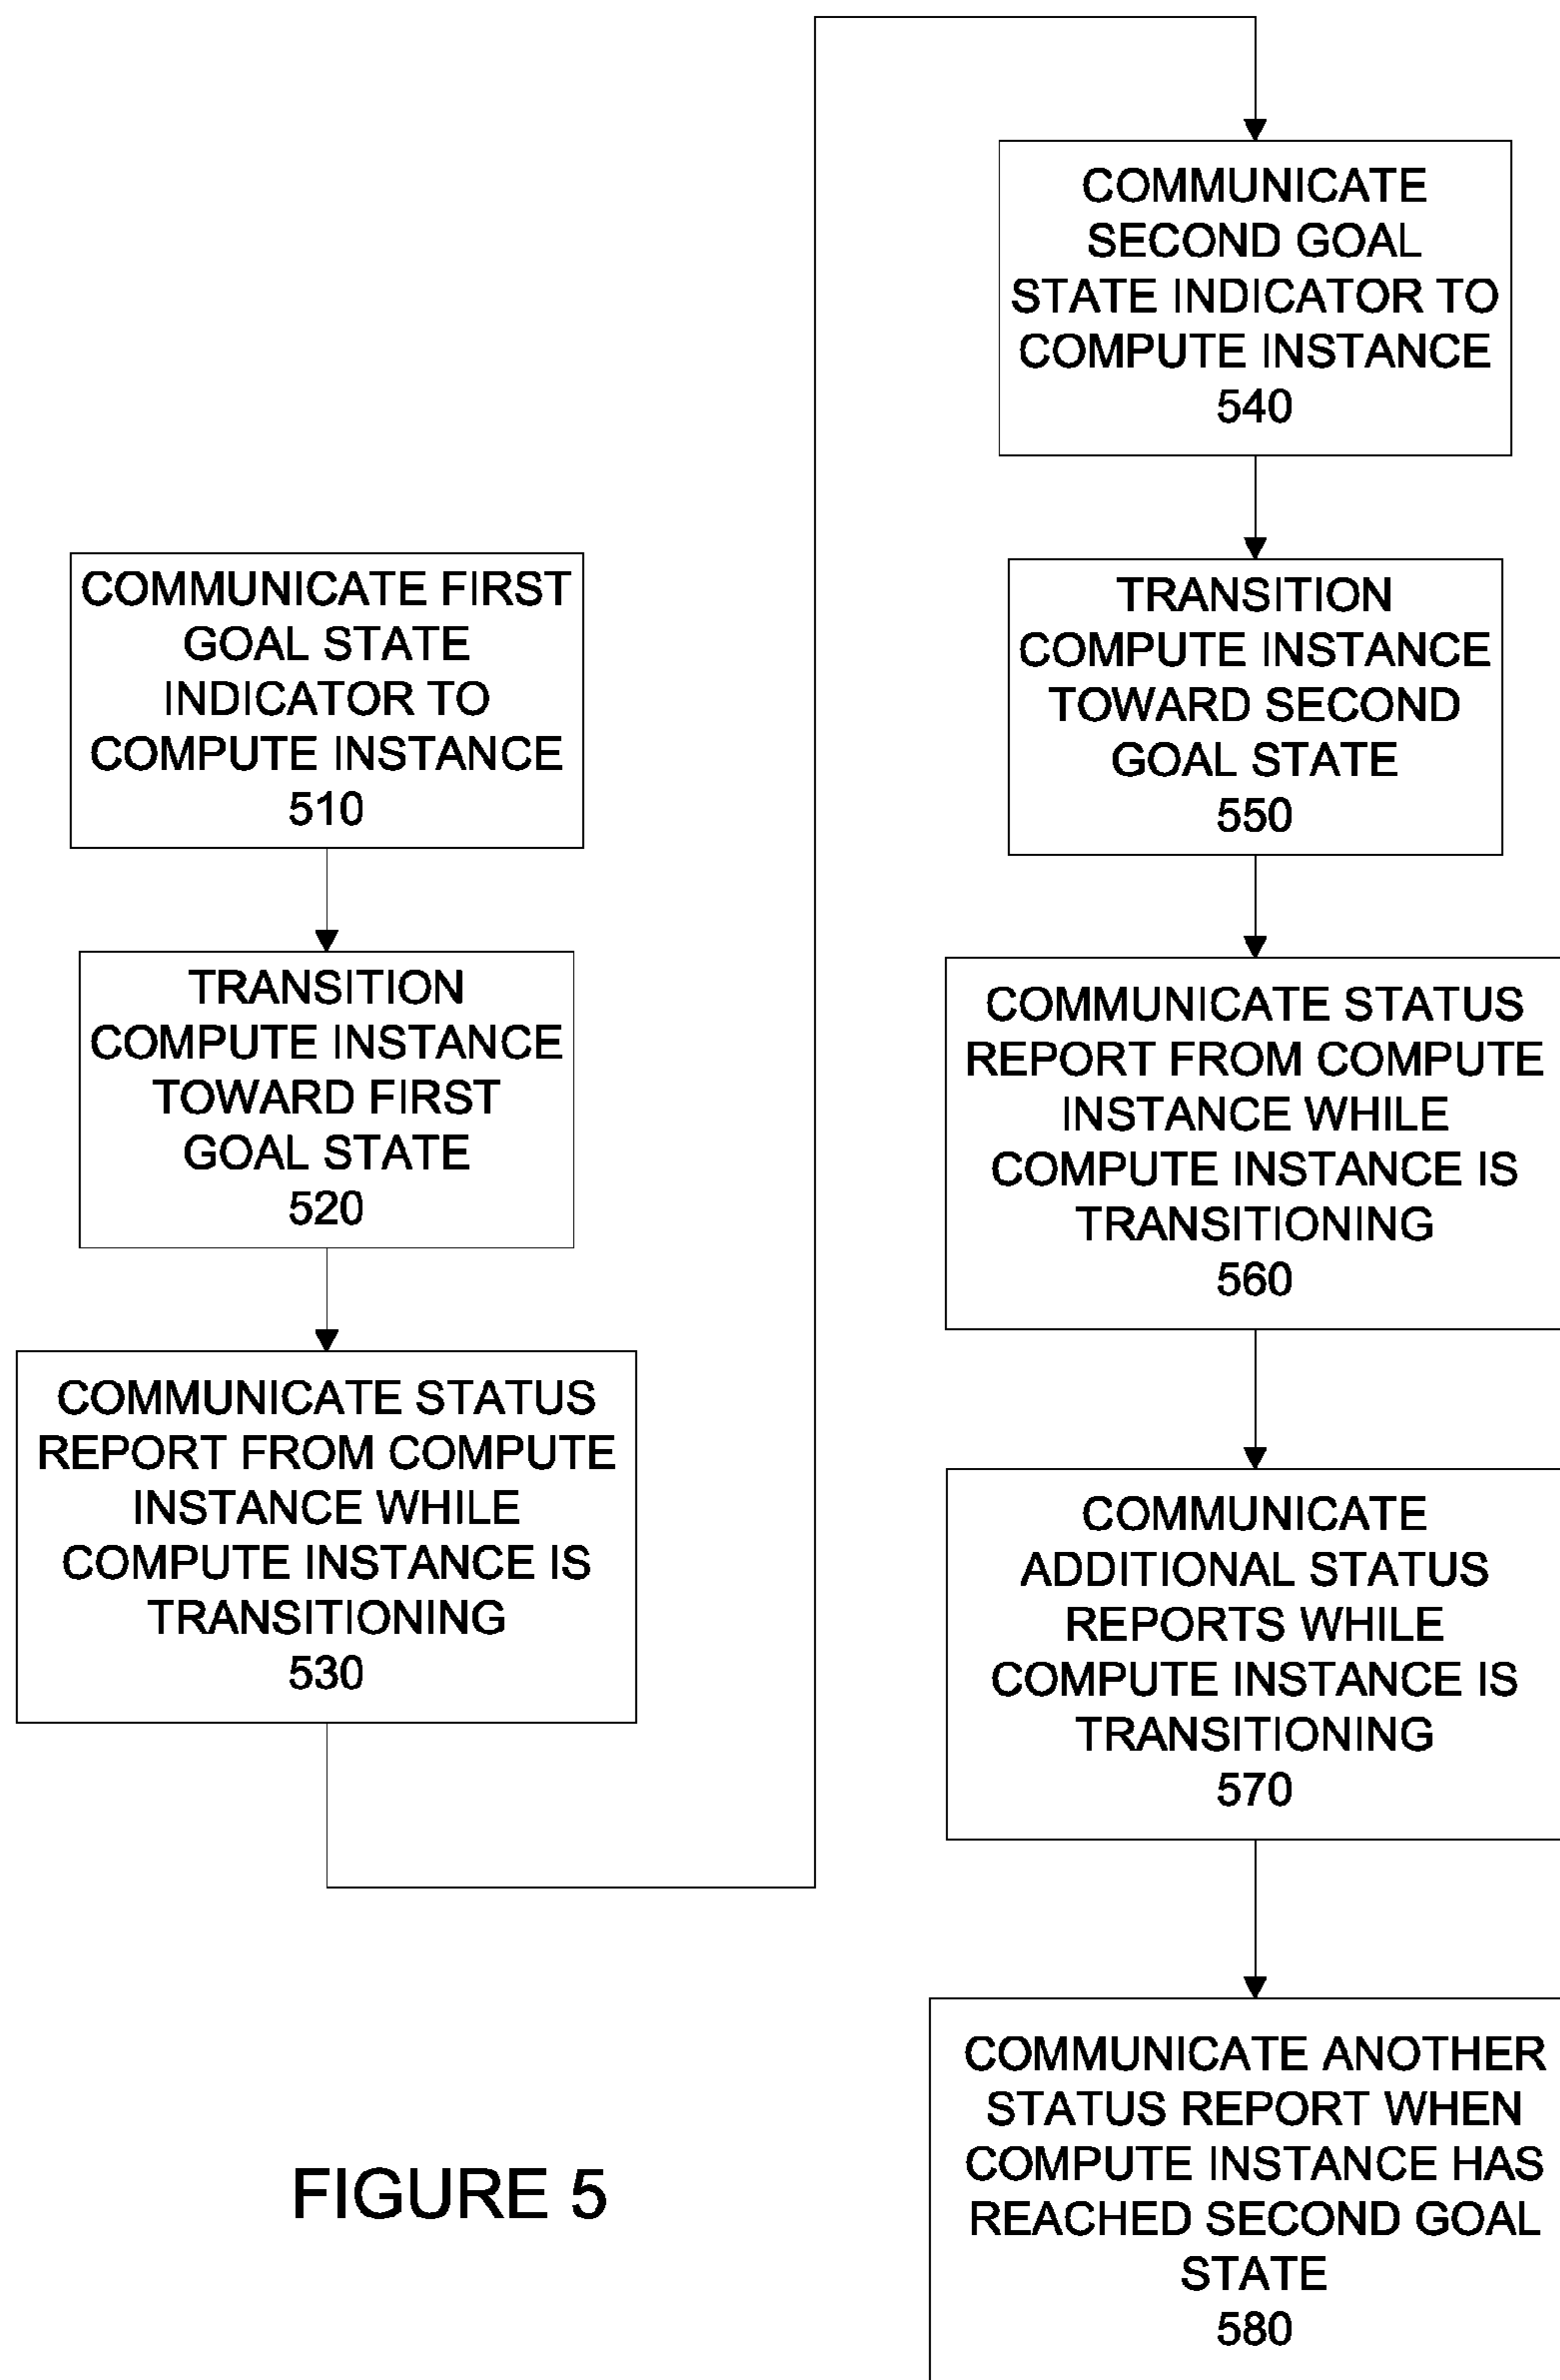 COMMUNICATE FIRST
GOAL STATE
INDICATOR TO
COMPUTE INSTANCE
510
TRANSITION
COMPUTE INSTANCE
TOWARD FIRST
GOAL STATE
520
COMMUNICATE STATUS
REPORT FROM COMPUTE
INSTANCE WHILE
COMPUTE INSTANCE IS
TRANSITIONING
530
COMMUNICATE
SECOND GOAL
STATE INDICATOR TO
COMPUTE INSTANCE
540
TRANSITION
COMPUTE INSTANCE
TOWARD SECOND
GOAL STATE
550
COMMUNICATE STATUS
REPORT FROM COMPUTE
INSTANCE WHILE
COMPUTE INSTANCE IS
TRANSITIONING
560
COMMUNICATE
ADDITIONAL STATUS
REPORTS WHILE
COMPUTE INSTANCE IS
TRANSITIONING
570
COMMUNICATE ANOTHER
STATUS REPORT WHEN
COMPUTE INSTANCE HAS
REACHED SECOND GOAL
STATE
580
FIGURE 5